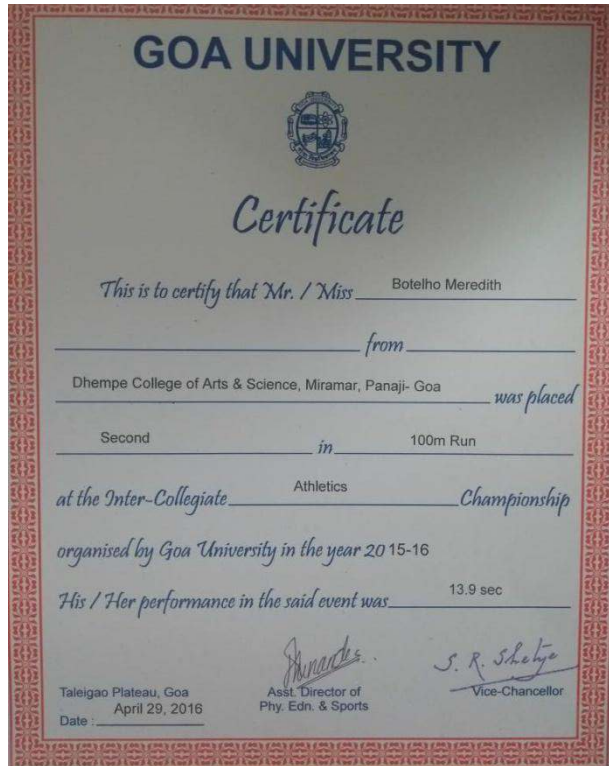 GOA UNIVERSITY
Certificate
This is to certify that Mr. / Miss Botelho Meredith
from
Dhempe College of Arts & Science, Miramar, Panaji- Goa was placed
Second in 100m Run
at the Inter-Collegiate Athletics Championship
organised by Goa University in the year 2015-16
His / Her performance in the said event was 13.9 sec
S. R. Shetye
Taleigao Plateau, Goa
April 29, 2016
Date :
Asst. Director of
Phy. Edn. & Sports
Vice-Chancellor